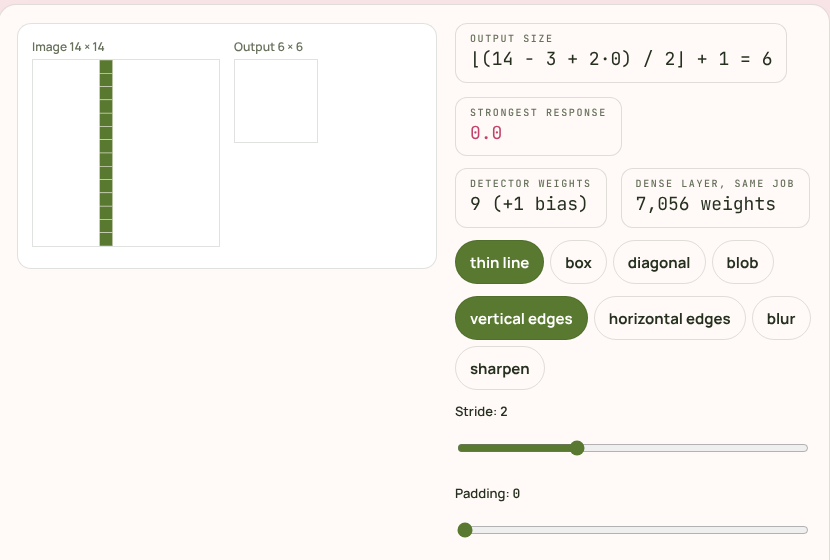 Image 14 × 14
Output 6 × 6
OUTPUT SIZE
⌊(14 - 3 + 2·0) / 2⌋ + 1 = 6
STRONGEST RESPONSE
0.0
DETECTOR WEIGHTS
9 (+1 bias)
DENSE LAYER, SAME JOB
7,056 weights
thin line
box
diagonal
blob
vertical edges
horizontal edges
blur
sharpen
Stride: 2
Padding: 0